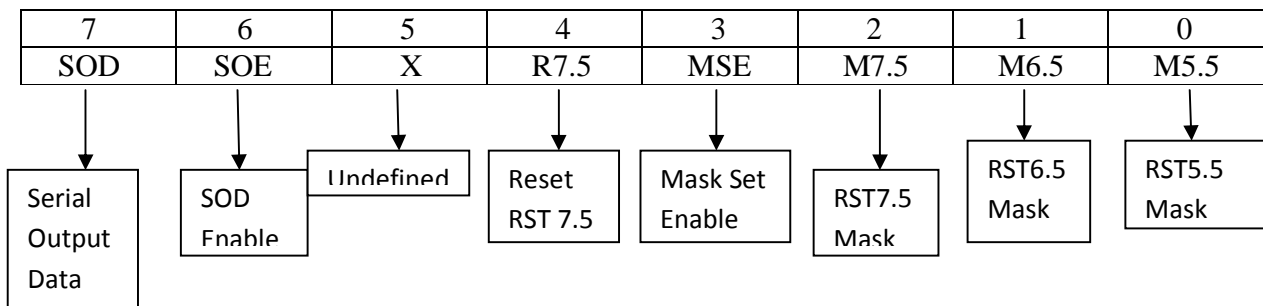 7 6 5 4 3 2 1 0
SOD SOE X R7.5 MSE M7.5 M6.5 M5.5
Serial
Output
Data
SOD
Enable
Undefined
Reset
RST 7.5
Mask Set
Enable
RST7.5
Mask
RST6.5
Mask
RST5.5
Mask